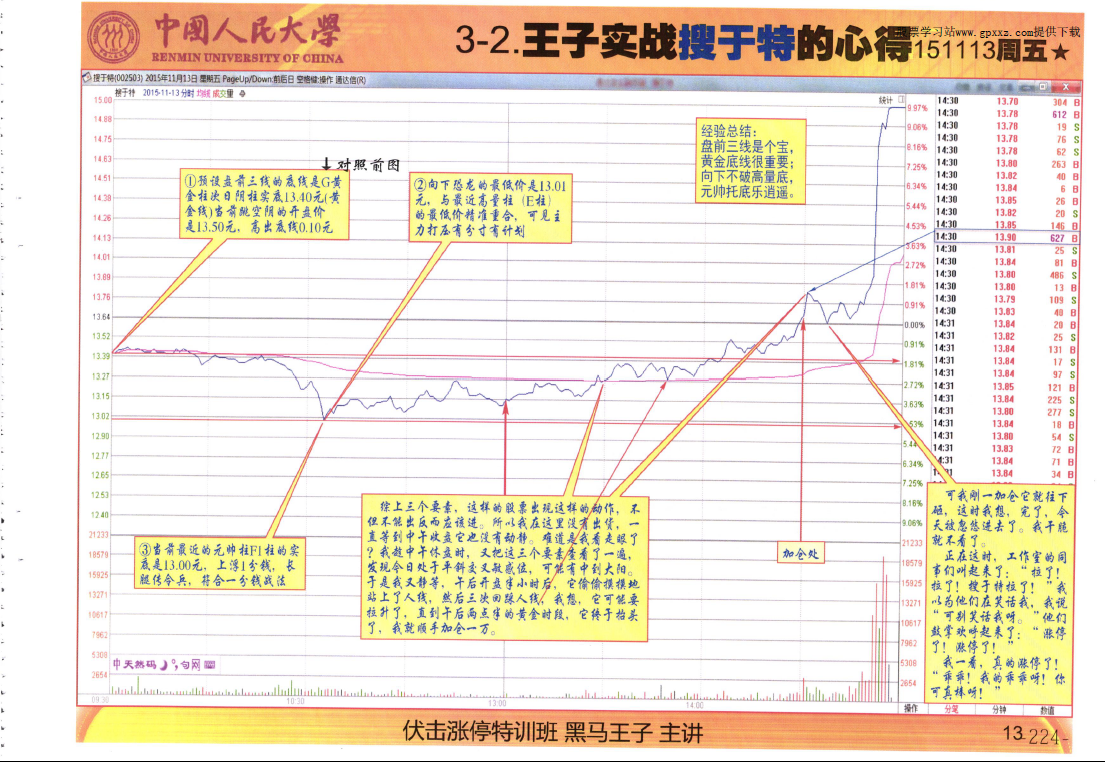 中国人民大学
RENMIN UNIVERSITY OF CHINA
3-2.王子实战搜于特的心得151113周五★
票学习站www.gpxxz.com提供下载
搜于特(002503) 2015年11月13日 星期五 PageUp/Down:前后日 空格键:操作 通达信(R)
搜于特 2015-11-13 分时 均线 成交量
统计
↓对照前图
①预设盘前三线的底线是G黄
金柱次日阴柱实底13.40元(黄
金线)当前跳空阴的开盘价
是13.50元，高出底线0.10元
②向下恐龙的最低价是13.01
元，与最近高量柱（E柱）
的最低价精准重合，可见主
力打压有分寸有计划
经验总结：
盘前三线是个宝，
黄金底线很重要；
向下不破高量底，
元帅托底乐逍遥。
15.00
14.88
14.75
14.63
14.51
14.38
14.26
14.13
14.01
13.89
13.76
13.64
13.52
13.39
13.27
13.15
13.02
12.90
12.77
12.65
12.53
12.40
21233
18579
15925
13271
10617
7962
5308
2654
9.97%
9.06%
8.16%
7.25%
6.34%
5.44%
4.53%
3.63%
2.72%
1.81%
0.91%
0.00%
0.91%
1.81%
2.72%
3.63%
.53%
5.44
6.34%
7.25%
8.16%
9.06%
21233
18579
15925
13271
10617
7962
5308
2654
14:30 13.70 304 B
14:30 13.78 612 B
14:30 13.78 19 S
14:30 13.78 76 S
14:30 13.78 62 S
14:30 13.80 263 B
14:30 13.82 40 B
14:30 13.84 6 B
14:30 13.85 26 B
14:30 13.82 20 S
14:30 13.85 146 B
14:30 13.90 627 B
14:30 13.81 25 S
14:30 13.84 81 B
14:30 13.80 486 S
14:30 13.80 13 B
14:30 13.79 109 S
14:30 13.83 40 B
14:31 13.84 20 B
14:31 13.82 25 S
14:31 13.84 131 B
14:31 13.84 17 S
14:31 13.84 97 S
14:31 13.85 121 B
14:31 13.84 225 S
14:31 13.80 277 S
14:31 13.84 18 B
14:31 13.80 54 S
14:31 13.83 72 B
4:31 13.84 71 B
13.84 34 B
③当前最近的元帅柱F1柱的实
底是13.00元，上浮1分钱，长
腿传令兵，符合一分钱战法
综上三个要素，这样的股票出现这样的动作，不
但不能出反而应该进。所以我在这里没有出货，一
直等到中午收盘它也没有动静。难道是我看走眼了
？我趁中午休盘时，又把这三个要素查看了一遍，
发现今日处于平斜交叉敏感位，可能有中到大阳。
于是我又静等，午后开盘半小时后，它偷偷摸摸地
站上了人线，然后三次回踩人线，我想，它可能要
拉升了，直到午后两点半的黄金时段，它终于抬头
了，我就顺手加仓一万。
加仓处
可我刚一加仓它就往下
砸，这时我想，完了，今
天被忽悠进去了。我干脆
就不看了。
正在这时，工作室的同
事们叫起来了：“拉了！
拉了！搜于特拉了！”我
以为他们在笑话我，我说
“可别笑话我呀。”他们
鼓掌欢呼起来了：“涨停
了！涨停了！”
我一看，真的涨停了！
“乖乖！我的乖乖呀！你
可真棒呀！”
中天然码
句网
09:30 10:30 13:00 14:00
操作 分笔 分钟 数值
伏击涨停特训班 黑马王子 主讲
13
-224-